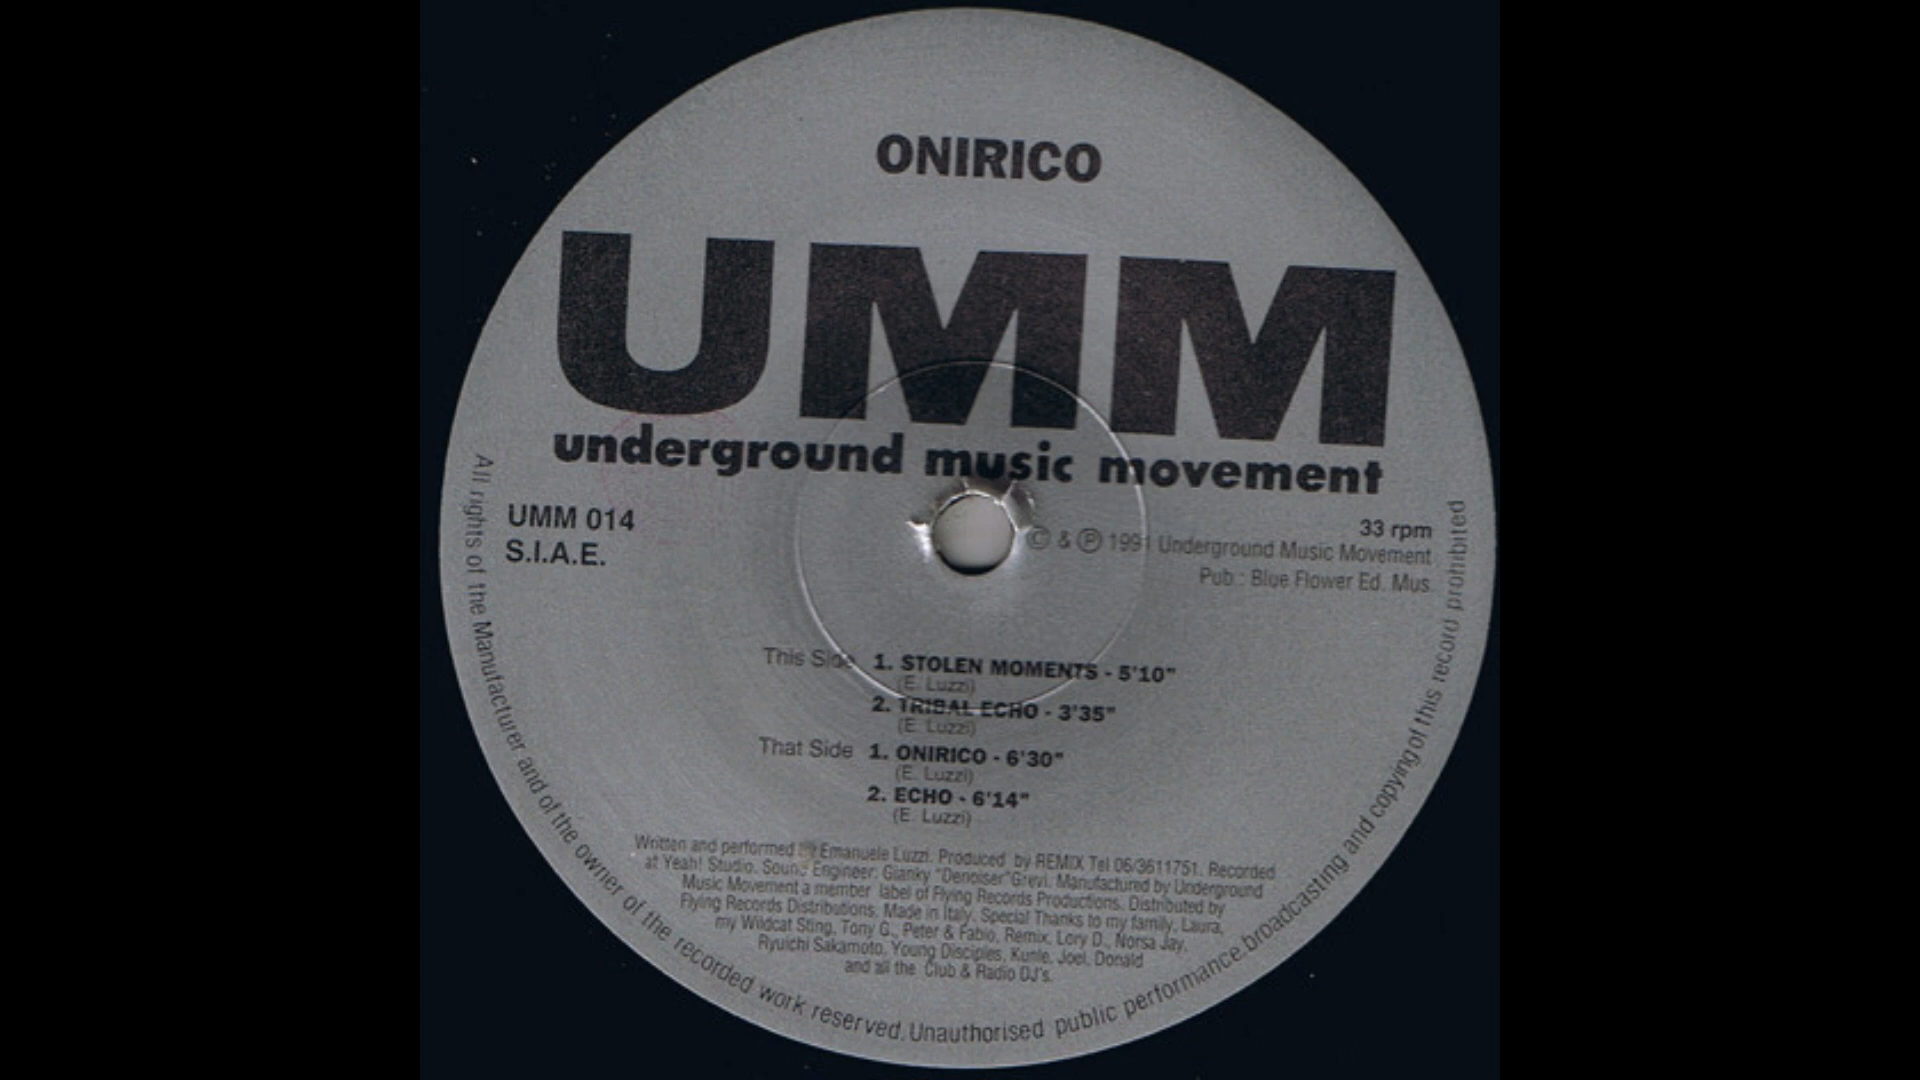 ONIRICO
UMM
underground music movement
UMM 014
S.I.A.E.
33 rpm
© & ℗ 1991 Underground Music Movement
Pub.: Blue Flower Ed. Mus.
This Side 1. STOLEN MOMENTS - 5'10"
(E. Luzzi)
2. TRIBAL ECHO - 3'35"
(E. Luzzi)
That Side 1. ONIRICO - 6'30"
(E. Luzzi)
2. ECHO - 6'14"
(E. Luzzi)
Written and performed by Emanuele Luzzi. Produced by REMIX Tel 06/3611751. Recorded
at Yeah! Studio. Sound Engineer: Gianky "Denoiser" Grevi. Manufactured by Underground
Music Movement a member label of Flying Records Productions. Distributed by
Flying Records Distributions. Made in Italy. Special Thanks to my family, Laura,
my Wildcat Sting, Tony G., Peter & Fabio, Remix, Lory D., Norsa Jay,
Ryuichi Sakamoto, Young Disciples, Kunle, Joel, Donald
and all the Club & Radio DJ's.
All rights of the Manufacturer and of the owner of the recorded work reserved. Unauthorised public performance. broadcasting and copying of this record prohibited